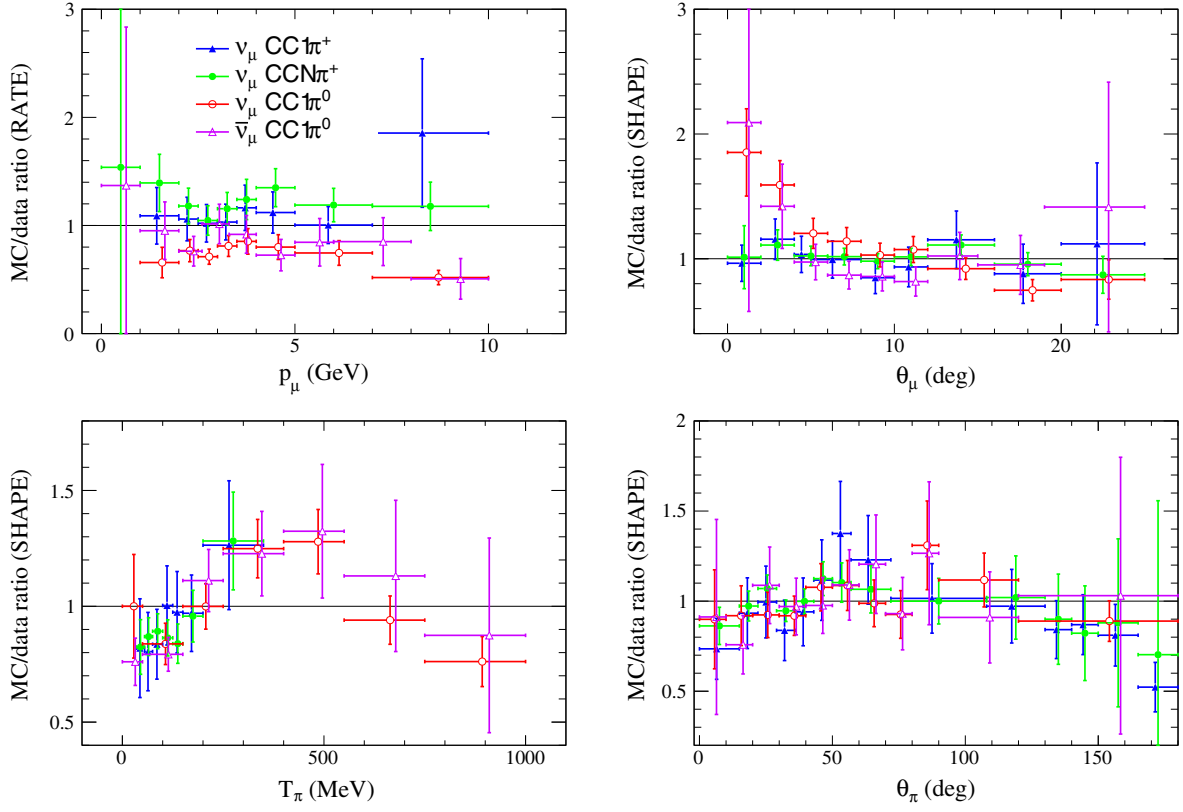 MC/data ratio (RATE)
3
2
1
0
ν_μ CC1π⁺
ν_μ CCNπ⁺
ν_μ CC1π⁰
ν̄_μ CC1π⁰
0 5 10
p_μ (GeV)
MC/data ratio (SHAPE)
3
2
1
0 10 20
θ_μ (deg)
MC/data ratio (SHAPE)
1.5
1
0.5
0 500 1000
T_π (MeV)
MC/data ratio (SHAPE)
2
1.5
1
0.5
0 50 100 150
θ_π (deg)